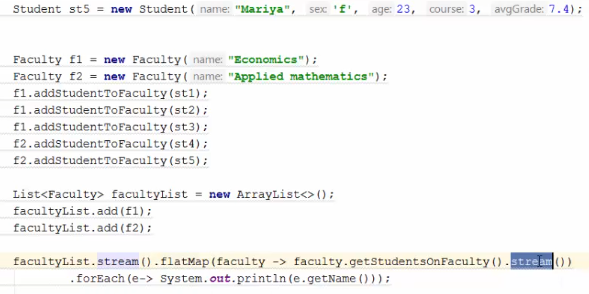 Student st5 = new Student( name: "Mariya", sex: 'f', age: 23, course: 3, avgGrade: 7.4);
Faculty f1 = new Faculty( name: "Economics");
Faculty f2 = new Faculty( name: "Applied mathematics");
f1.addStudentToFaculty(st1);
f1.addStudentToFaculty(st2);
f1.addStudentToFaculty(st3);
f2.addStudentToFaculty(st4);
f2.addStudentToFaculty(st5);
List<Faculty> facultyList = new ArrayList<>();
facultyList.add(f1);
facultyList.add(f2);
facultyList.stream().flatMap(faculty -> faculty.getStudentsOnFaculty().stream())
.forEach(e-> System.out.println(e.getName()));